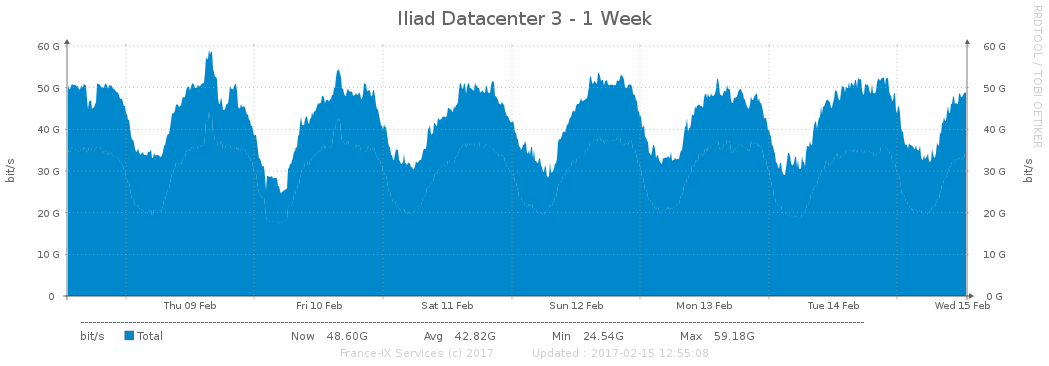 Iliad Datacenter 3 - 1 Week
RRDTOOL / TOBI OETIKER
60 G 60 G
50 G 50 G
40 G 40 G
30 G 30 G
20 G 20 G
10 G 10 G
0 0 G
bit/s
bit/s
Thu 09 Feb Fri 10 Feb Sat 11 Feb Sun 12 Feb Mon 13 Feb Tue 14 Feb Wed 15 Feb
bit/s Total Now 48.60G Avg 42.82G Min 24.54G Max 59.18G
France-IX Services (c) 2017 Updated : 2017-02-15 12:55:08